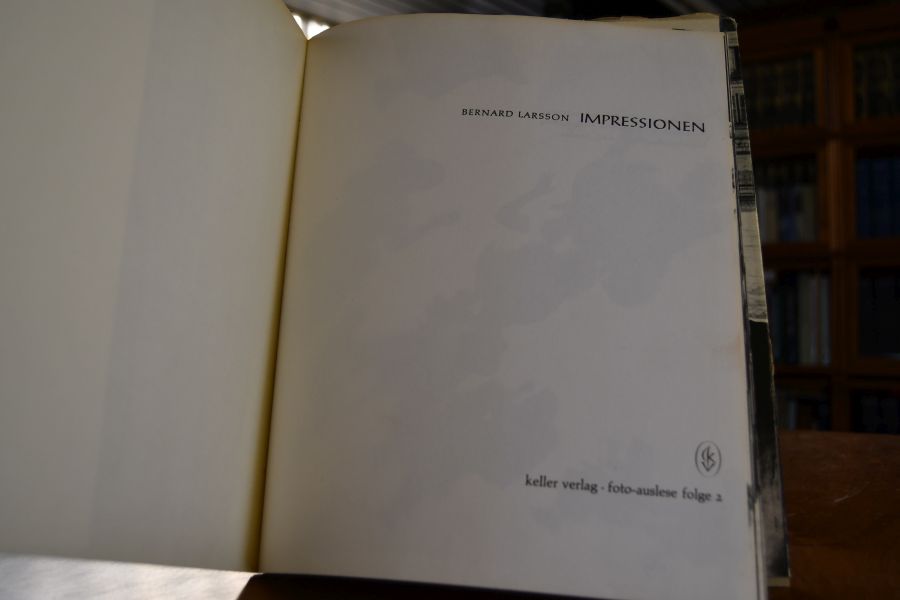 BERNARD LARSSON IMPRESSIONEN
keller verlag · foto-auslese folge 2